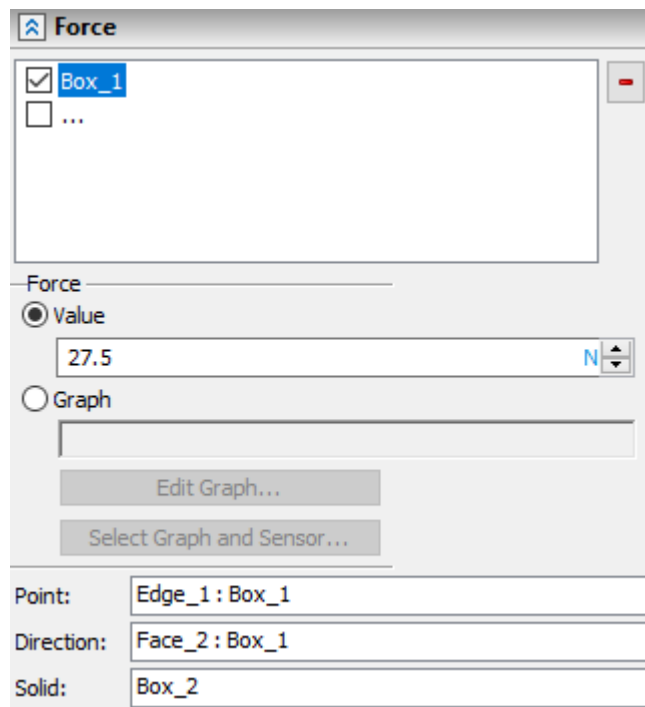 Force
Box_1
...
Force
Value
27.5 N
Graph
Edit Graph...
Select Graph and Sensor...
Point: Edge_1 : Box_1
Direction: Face_2 : Box_1
Solid: Box_2